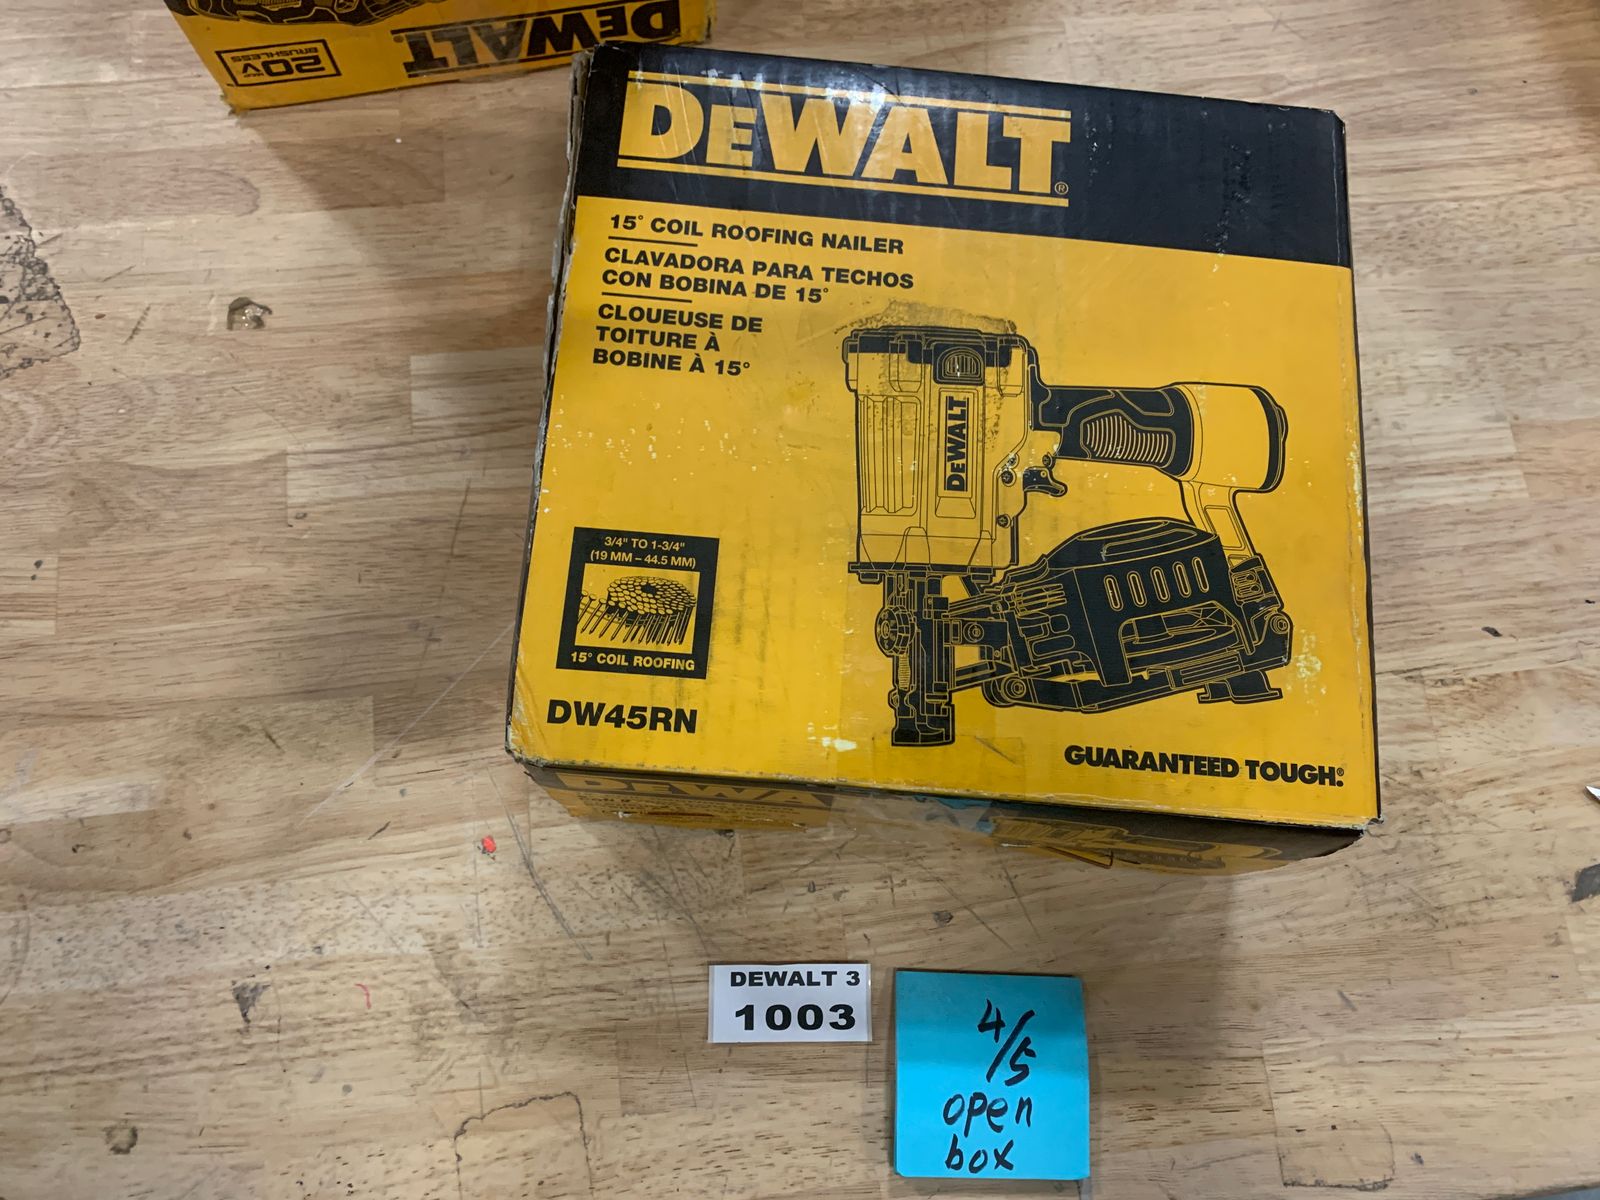 20V MAX
BRUSHLESS
DEWALT
DEWALT®
15° COIL ROOFING NAILER
CLAVADORA PARA TECHOS
CON BOBINA DE 15°
CLOUEUSE DE
TOITURE À
BOBINE À 15°
DEWALT
3/4" TO 1-3/4"
(19 MM – 44.5 MM)
15° COIL ROOFING
DW45RN
GUARANTEED TOUGH®
DEWA
DEWALT 3
1003
4/5
open
box